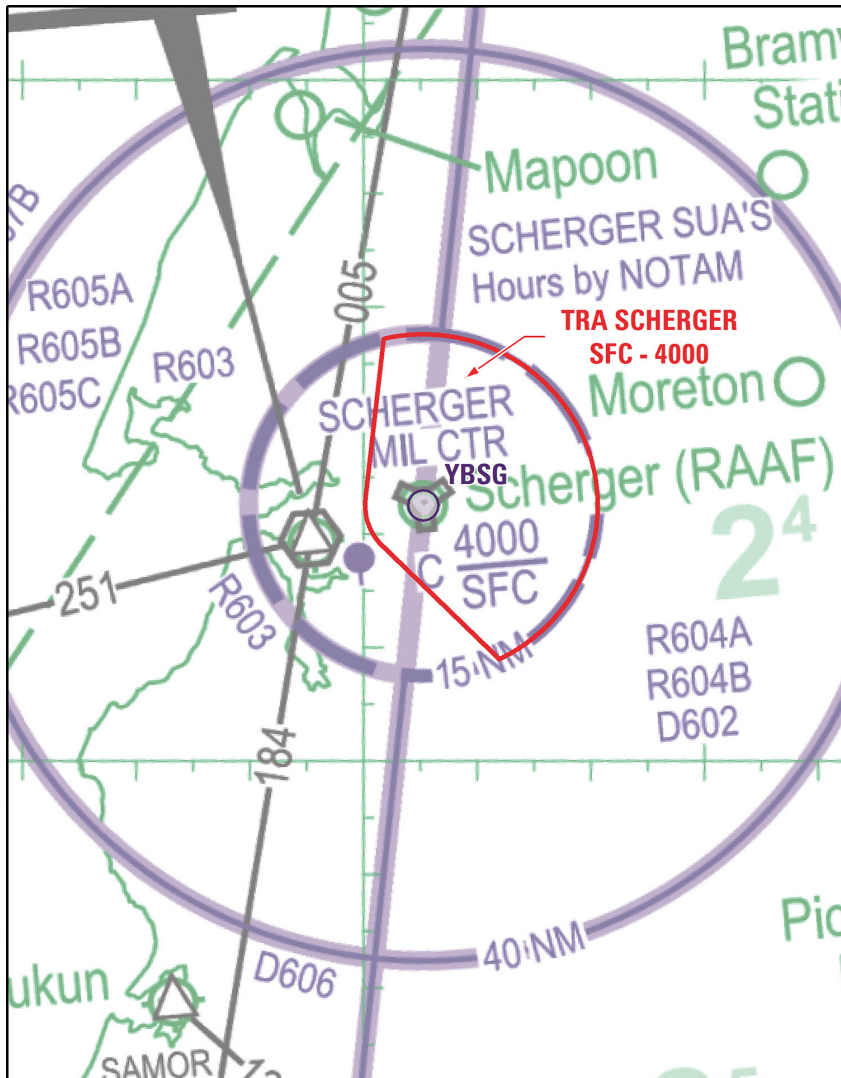 Bramw
Stati
Mapoon
7B
SCHERGER SUA'S
Hours by NOTAM
R605A
R605B
R605C
005
R603
TRA SCHERGER
SFC - 4000
Moreton
SCHERGER
MIL CTR
YBSG
Scherger (RAAF)
2⁴
C 4000
SFC
251
R603
R604A
R604B
D602
15 NM
184
Pic
40 NM
D606
ukun
SAMOR